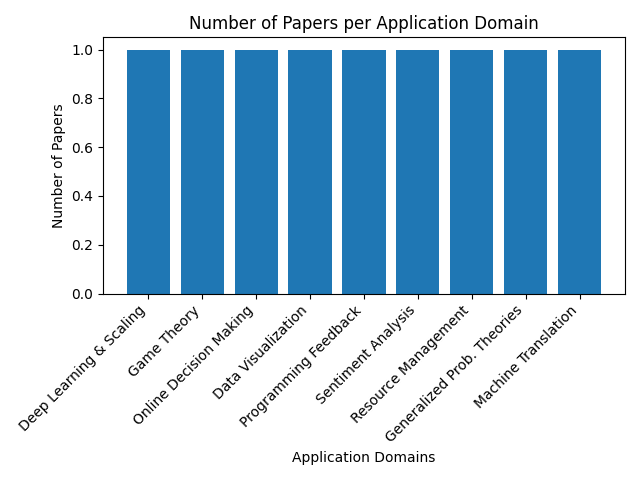 Number of Papers per Application Domain
Number of Papers
1.0
0.8
0.6
0.4
0.2
0.0
Deep Learning & Scaling
Game Theory
Online Decision Making
Data Visualization
Programming Feedback
Sentiment Analysis
Resource Management
Generalized Prob. Theories
Machine Translation
Application Domains